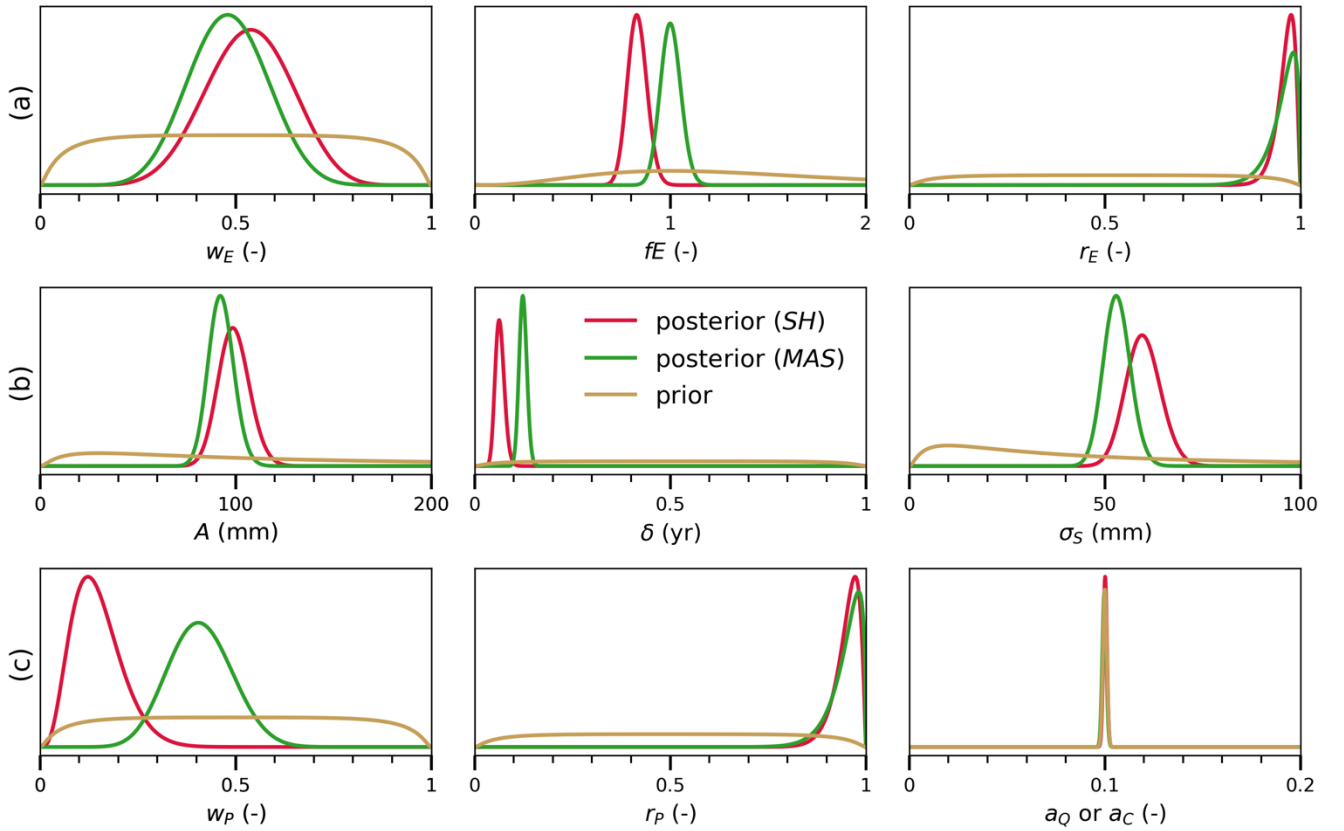 (a)
0 0.5 1
w_E (-)
0 1 2
fE (-)
0 0.5 1
r_E (-)
(b)
0 100 200
A (mm)
posterior (SH)
posterior (MAS)
prior
0 0.5 1
δ (yr)
0 50 100
σ_S (mm)
(c)
0 0.5 1
w_P (-)
0 0.5 1
r_P (-)
0 0.1 0.2
a_Q or a_C (-)